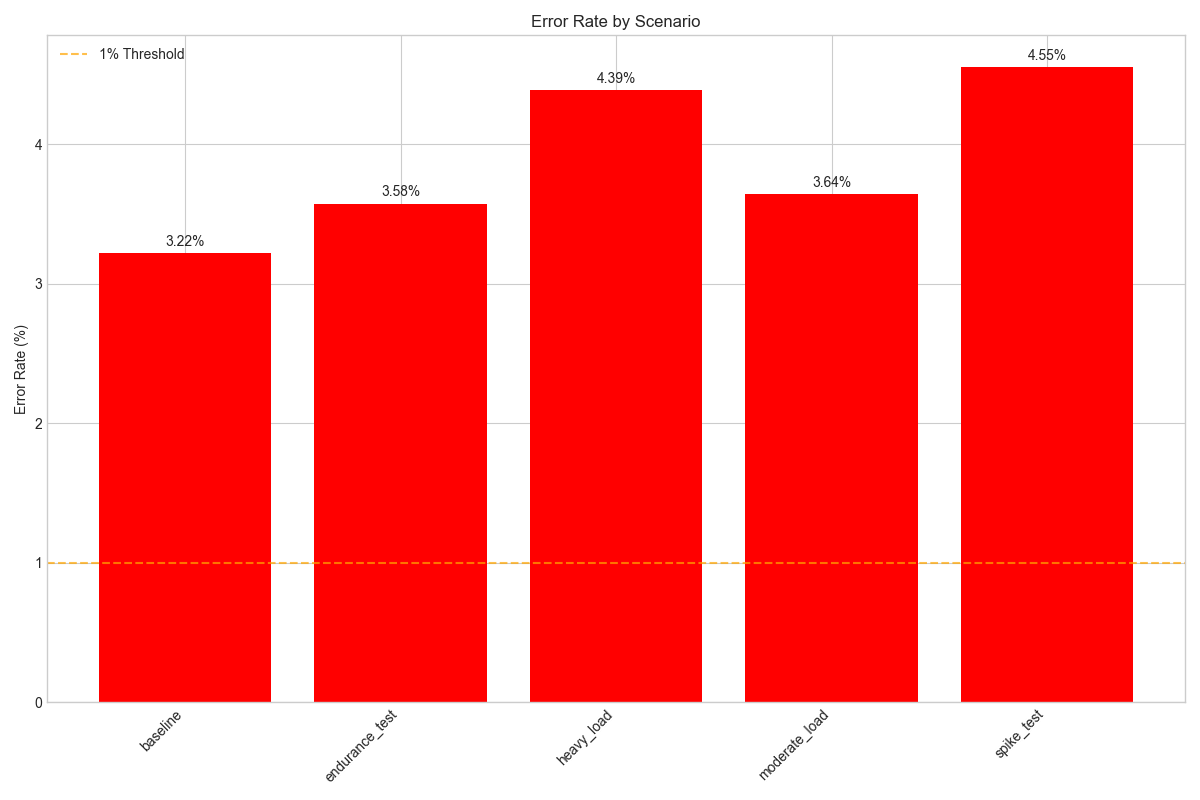 Error Rate by Scenario
1% Threshold
4.55%
4.39%
3.64%
3.58%
3.22%
Error Rate (%)
4
3
2
1
0
baseline
endurance_test
heavy_load
moderate_load
spike_test